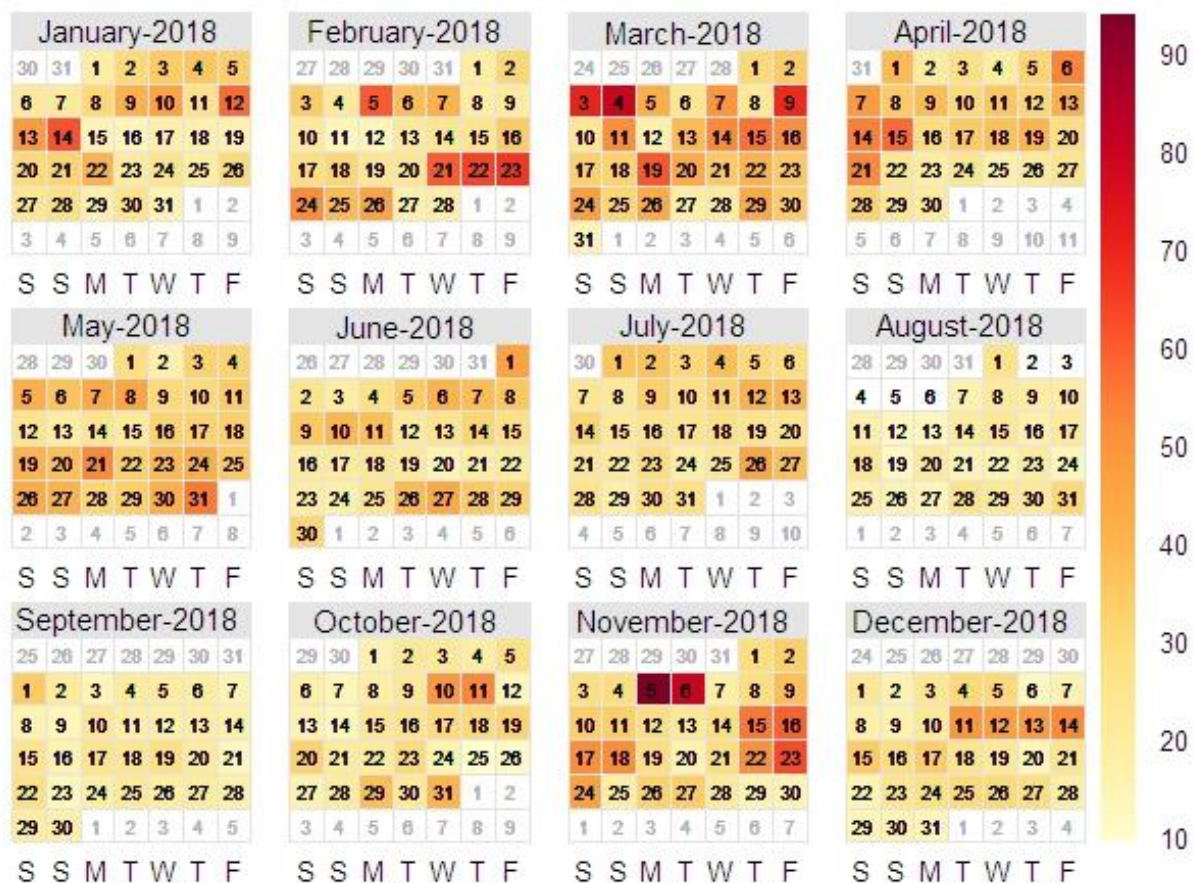 January-2018
30 31 1 2 3 4 5
6 7 8 9 10 11 12
13 14 15 16 17 18 19
20 21 22 23 24 25 26
27 28 29 30 31 1 2
3 4 5 6 7 8 9
S S M T W T F
February-2018
27 28 29 30 31 1 2
3 4 5 6 7 8 9
10 11 12 13 14 15 16
17 18 19 20 21 22 23
24 25 26 27 28 1 2
3 4 5 6 7 8 9
S S M T W T F
March-2018
24 25 26 27 28 1 2
3 4 5 6 7 8 9
10 11 12 13 14 15 16
17 18 19 20 21 22 23
24 25 26 27 28 29 30
31 1 2 3 4 5 6
S S M T W T F
April-2018
31 1 2 3 4 5 6
7 8 9 10 11 12 13
14 15 16 17 18 19 20
21 22 23 24 25 26 27
28 29 30 1 2 3 4
5 6 7 8 9 10 11
S S M T W T F
May-2018
28 29 30 1 2 3 4
5 6 7 8 9 10 11
12 13 14 15 16 17 18
19 20 21 22 23 24 25
26 27 28 29 30 31 1
2 3 4 5 6 7 8
S S M T W T F
June-2018
26 27 28 29 30 31 1
2 3 4 5 6 7 8
9 10 11 12 13 14 15
16 17 18 19 20 21 22
23 24 25 26 27 28 29
30 1 2 3 4 5 6
S S M T W T F
July-2018
30 1 2 3 4 5 6
7 8 9 10 11 12 13
14 15 16 17 18 19 20
21 22 23 24 25 26 27
28 29 30 31 1 2 3
4 5 6 7 8 9 10
S S M T W T F
August-2018
28 29 30 31 1 2 3
4 5 6 7 8 9 10
11 12 13 14 15 16 17
18 19 20 21 22 23 24
25 26 27 28 29 30 31
1 2 3 4 5 6 7
S S M T W T F
September-2018
25 26 27 28 29 30 31
1 2 3 4 5 6 7
8 9 10 11 12 13 14
15 16 17 18 19 20 21
22 23 24 25 26 27 28
29 30 1 2 3 4 5
S S M T W T F
October-2018
29 30 1 2 3 4 5
6 7 8 9 10 11 12
13 14 15 16 17 18 19
20 21 22 23 24 25 26
27 28 29 30 31 1 2
3 4 5 6 7 8 9
S S M T W T F
November-2018
27 28 29 30 31 1 2
3 4 5 6 7 8 9
10 11 12 13 14 15 16
17 18 19 20 21 22 23
24 25 26 27 28 29 30
1 2 3 4 5 6 7
S S M T W T F
December-2018
24 25 26 27 28 29 30
1 2 3 4 5 6 7
8 9 10 11 12 13 14
15 16 17 18 19 20 21
22 23 24 25 26 27 28
29 30 31 1 2 3 4
S S M T W T F
90
80
70
60
50
40
30
20
10